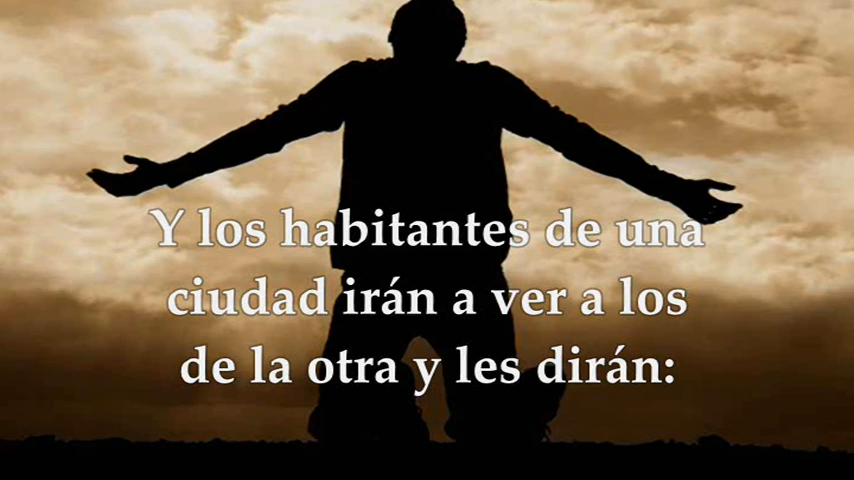 Y los habitantes de una
ciudad irán a ver a los
de la otra y les dirán: